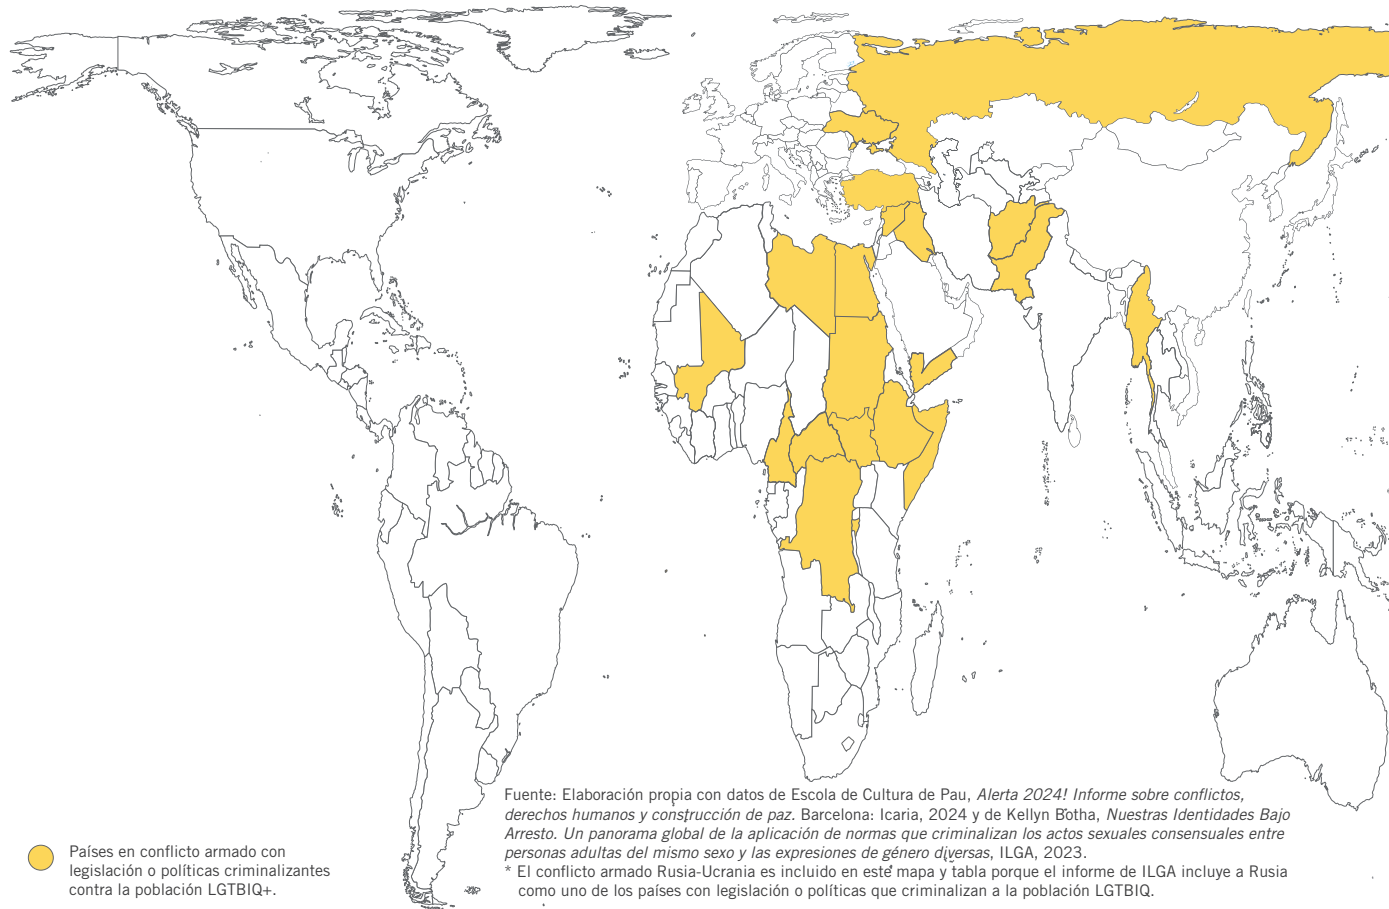 Fuente: Elaboración propia con datos de Escola de Cultura de Pau, Alerta 2024! Informe sobre conflictos,
derechos humanos y construcción de paz. Barcelona: Icaria, 2024 y de Kellyn Botha, Nuestras Identidades Bajo
Arresto. Un panorama global de la aplicación de normas que criminalizan los actos sexuales consensuales entre
personas adultas del mismo sexo y las expresiones de género diversas, ILGA, 2023.
* El conflicto armado Rusia-Ucrania es incluido en este mapa y tabla porque el informe de ILGA incluye a Rusia
como uno de los países con legislación o políticas que criminalizan a la población LGTBIQ.
Países en conflicto armado con
legislación o políticas criminalizantes
contra la población LGTBIQ+.